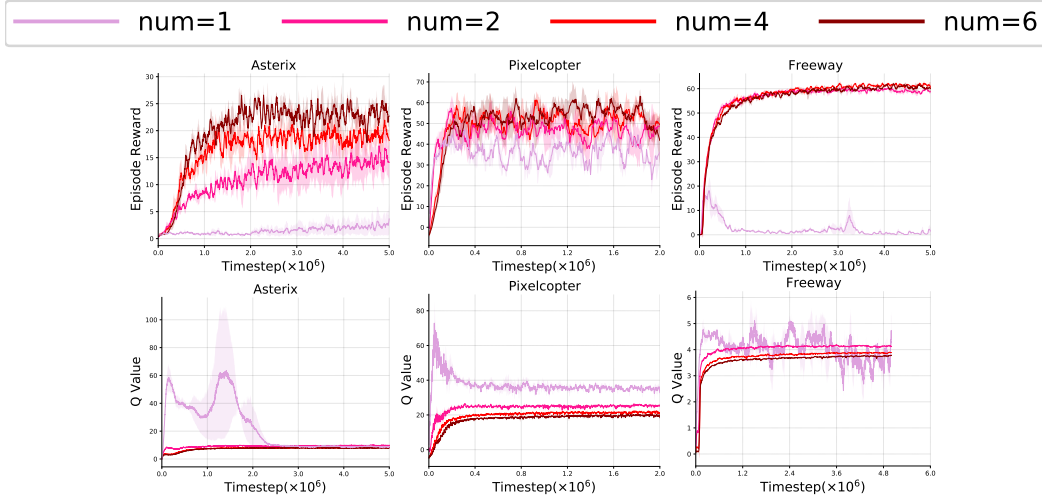 num=1 num=2 num=4 num=6
Asterix Pixelcopter Freeway
Episode Reward
30
25
20
15
10
5
0
0.0 1.0 2.0 3.0 4.0 5.0
Timestep(×10⁶)
Episode Reward
70
60
50
40
30
20
10
0
0.0 0.4 0.8 1.2 1.6 2.0
Timestep(×10⁶)
Episode Reward
60
50
40
30
20
10
0
0.0 1.0 2.0 3.0 4.0 5.0
Timestep(×10⁶)
Asterix Pixelcopter Freeway
Q Value
100
80
60
40
20
0
0.0 1.0 2.0 3.0 4.0 5.0
Timestep(×10⁶)
Q Value
80
60
40
20
0
0.0 0.4 0.8 1.2 1.6 2.0
Timestep(×10⁶)
Q Value
6
5
4
3
2
1
0
0.0 1.2 2.4 3.6 4.8 6.0
Timestep(×10⁶)